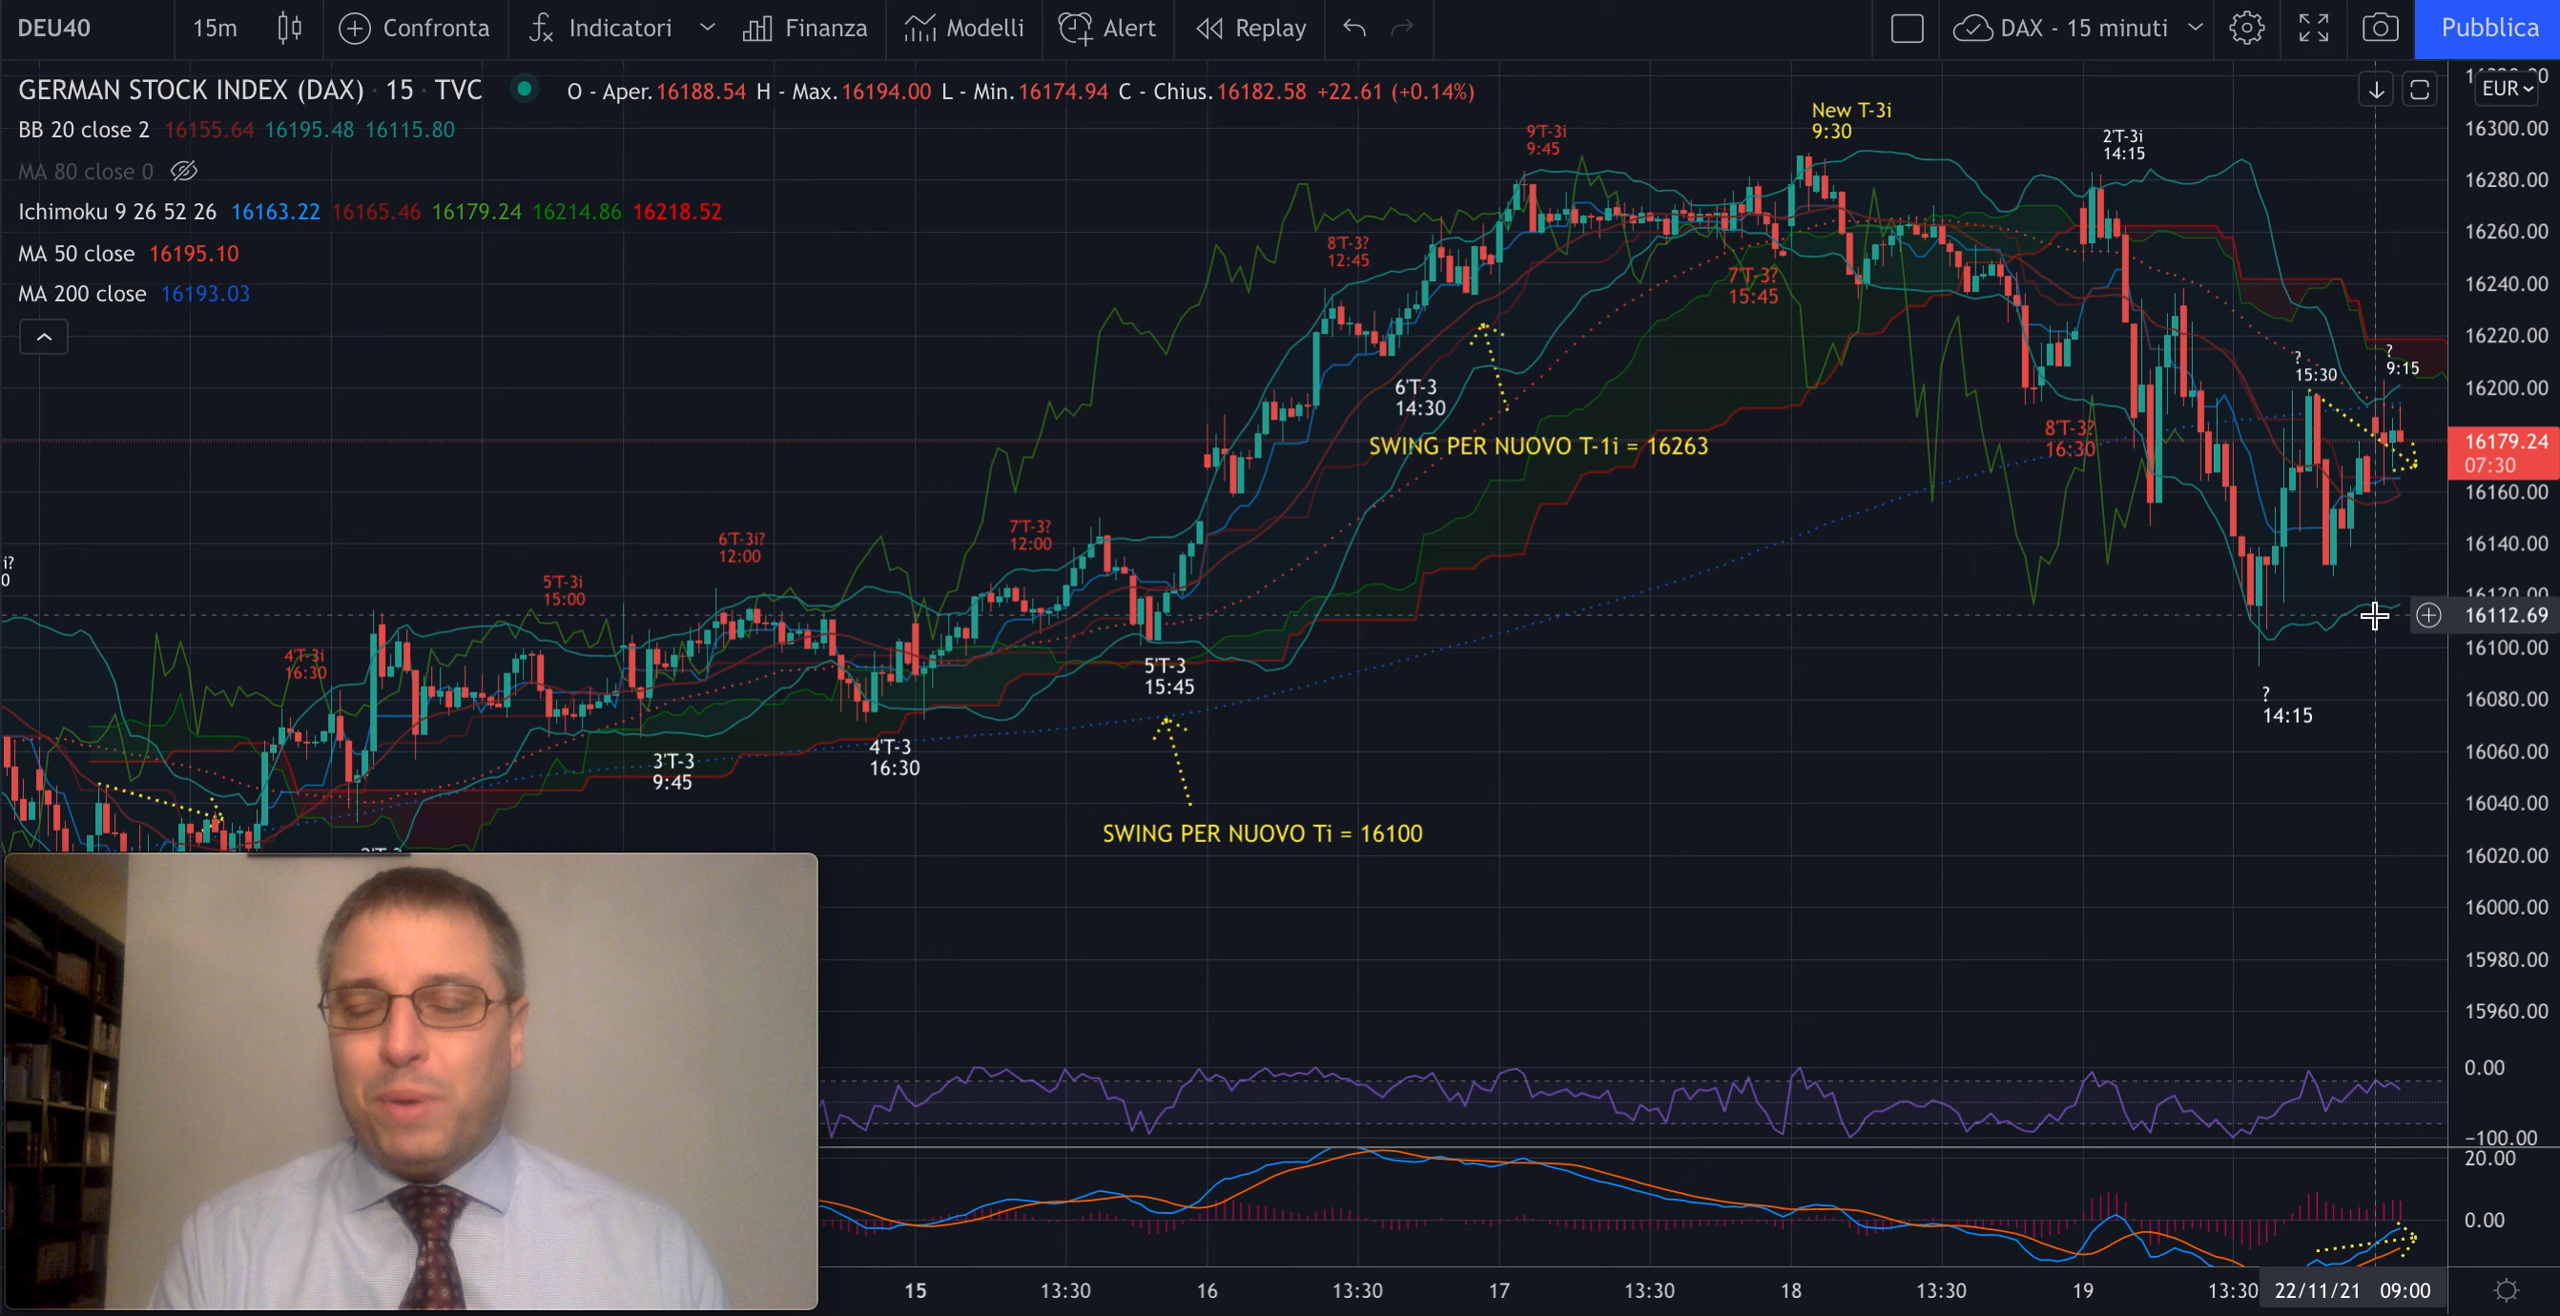 DEU40 15m Confronta Indicatori Finanza Modelli Alert Replay DAX - 15 minuti Pubblica
GERMAN STOCK INDEX (DAX) · 15 · TVC O - Aper.16188.54 H - Max.16194.00 L - Min.16174.94 C - Chius.16182.58 +22.61 (+0.14%)
EUR
BB 20 close 2 16155.64 16195.48 16115.80
MA 80 close 0
Ichimoku 9 26 52 26 16163.22 16165.46 16179.24 16214.86 16218.52
MA 50 close 16195.10
MA 200 close 16193.03
New T-3i
9:30
9'T-3i
9:45
2'T-3i
14:15
8'T-3?
12:45
7'T-3?
15:45
6'T-3
14:30
SWING PER NUOVO T-1i = 16263
8'T-3?
16:30
?
15:30
?
9:15
i?
0
4'T-3i
16:30
5'T-3i
15:00
6'T-3i?
12:00
7'T-3?
12:00
5'T-3
15:45
3'T-3
9:45
4'T-3
16:30
?
14:15
SWING PER NUOVO Ti = 16100
16300.00
16280.00
16260.00
16240.00
16220.00
16200.00
16179.24
07:30
16160.00
16140.00
16120.00
16112.69
16100.00
16080.00
16060.00
16040.00
16020.00
16000.00
15980.00
15960.00
0.00
-100.00
20.00
0.00
15 13:30 16 13:30 17 13:30 18 13:30 19 13:30 22/11/21 09:00